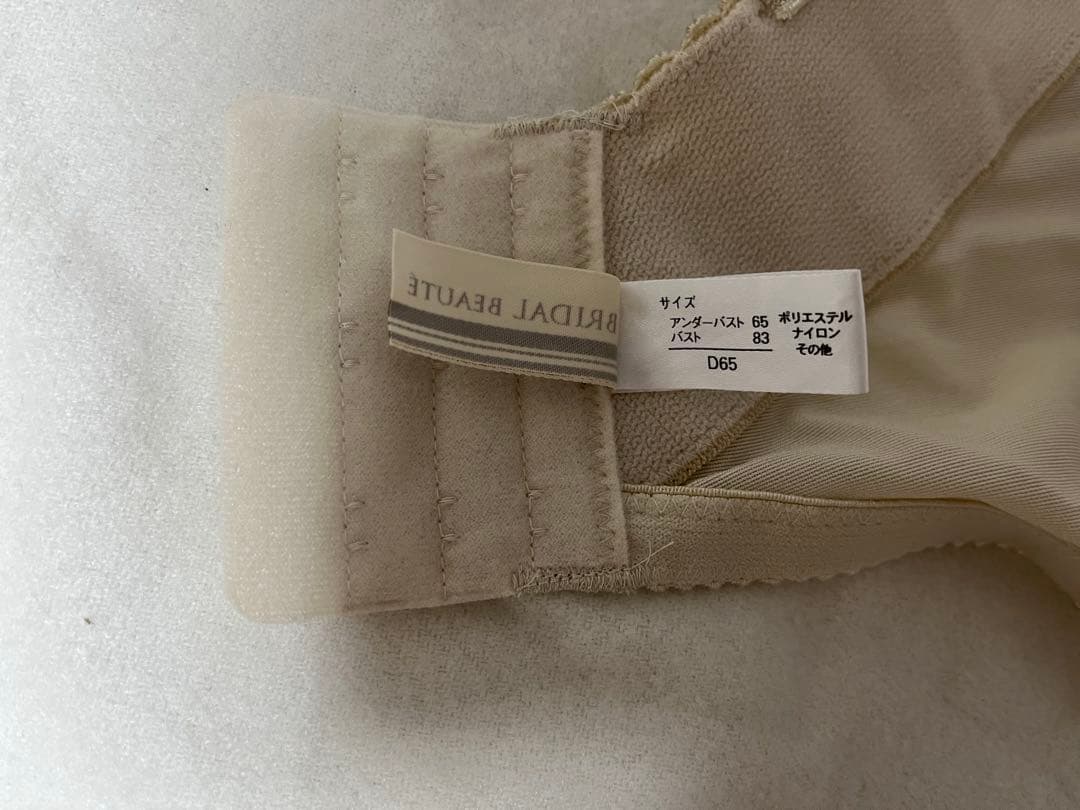 BRIDAL BEAUTÉ
サイズ
アンダーバスト 65
バスト 83
D65
ポリエステル
ナイロン
その他